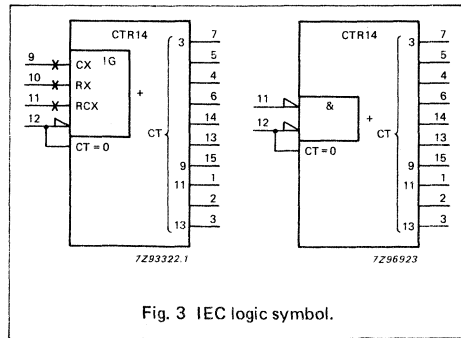 CTR14
9 CX !G
10 RX
11 RCX
12
CT = 0
+
CT
3 7
5
4
6
14
13
9 15
11 1
2
13 3
7Z93322.1
CTR14
11 &
12
CT = 0
+
CT
3 7
5
4
6
14
13
9 15
11 1
2
13 3
7Z96923
Fig. 3 IEC logic symbol.